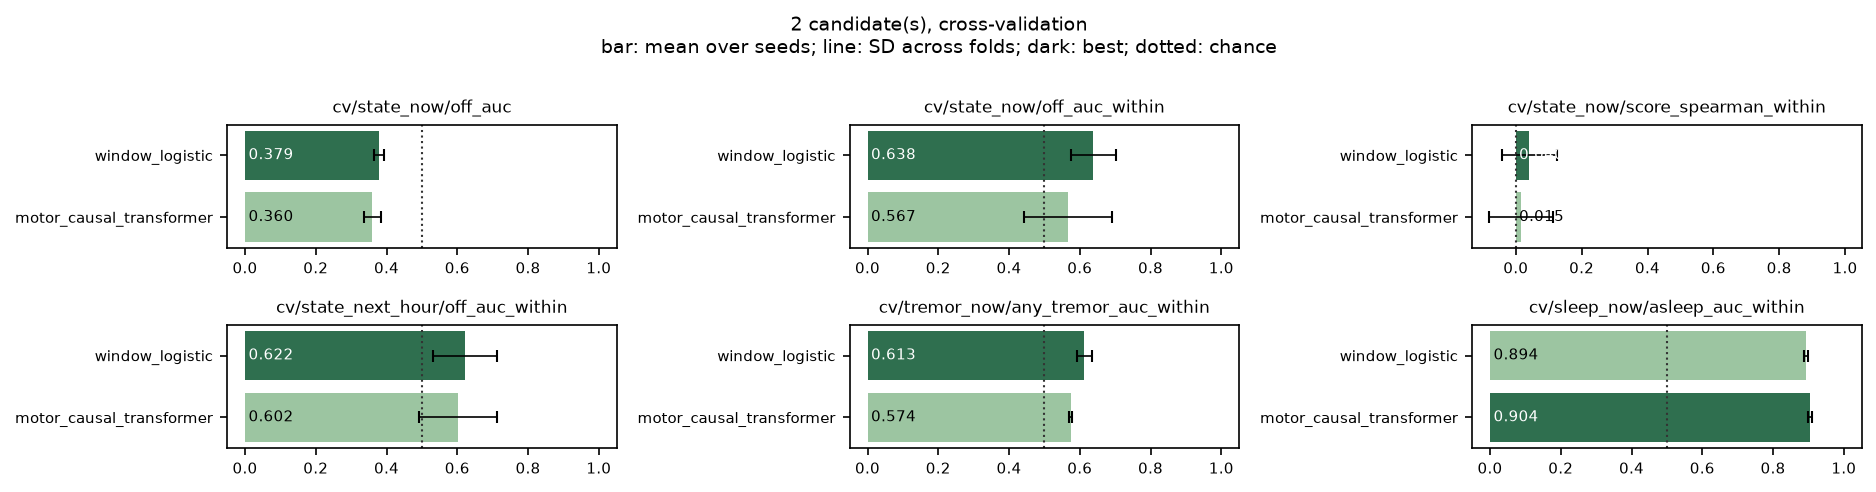 2 candidate(s), cross-validation
bar: mean over seeds; line: SD across folds; dark: best; dotted: chance
cv/state_now/off_auc
window_logistic
0.379
motor_causal_transformer
0.360
0.0 0.2 0.4 0.6 0.8 1.0
cv/state_now/off_auc_within
window_logistic
0.638
motor_causal_transformer
0.567
0.0 0.2 0.4 0.6 0.8 1.0
cv/state_now/score_spearman_within
window_logistic
motor_causal_transformer
0.015
0.0 0.2 0.4 0.6 0.8 1.0
cv/state_next_hour/off_auc_within
window_logistic
0.622
motor_causal_transformer
0.602
0.0 0.2 0.4 0.6 0.8 1.0
cv/tremor_now/any_tremor_auc_within
window_logistic
0.613
motor_causal_transformer
0.574
0.0 0.2 0.4 0.6 0.8 1.0
cv/sleep_now/asleep_auc_within
window_logistic
0.894
motor_causal_transformer
0.904
0.0 0.2 0.4 0.6 0.8 1.0